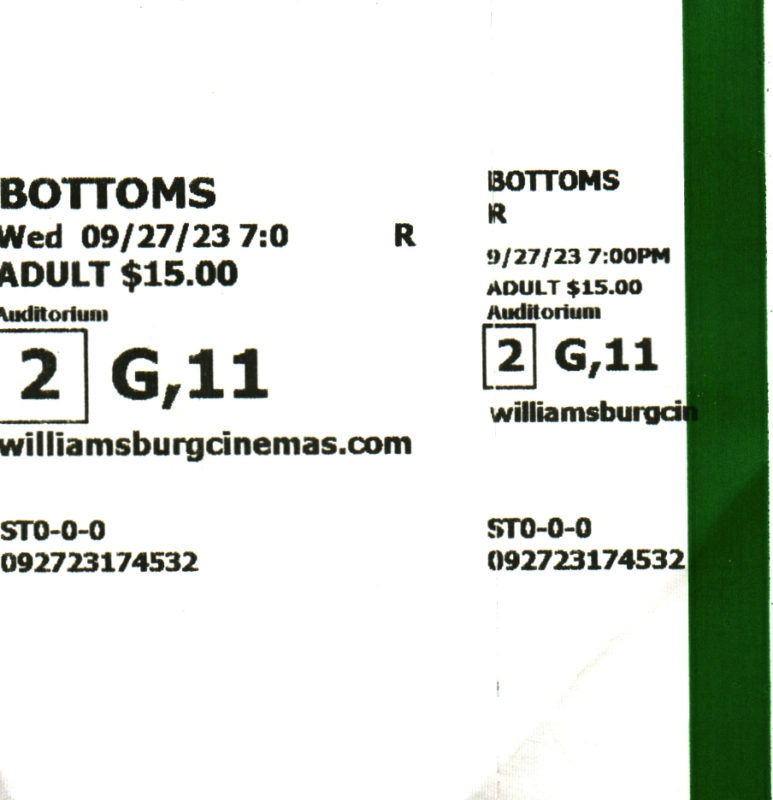 BOTTOMS
Wed 09/27/23 7:0 R
ADULT $15.00
Auditorium
2 G,11
williamsburgcinemas.com
ST0-0-0
092723174532
BOTTOMS
R
9/27/23 7:00PM
ADULT $15.00
Auditorium
2 G,11
williamsburgcin
ST0-0-0
092723174532